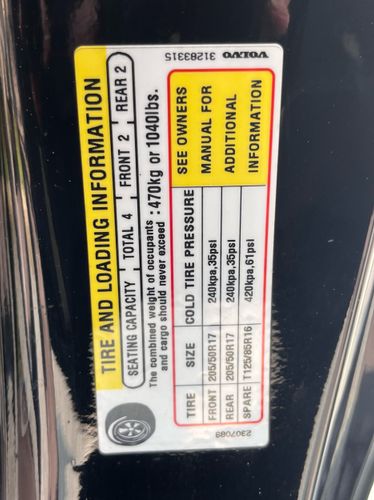 TIRE AND LOADING INFORMATION
SEATING CAPACITY TOTAL 4 FRONT 2 REAR 2
The combined weight of occupants
and cargo should never exceed :470kg or 1040lbs.
TIRE SIZE COLD TIRE PRESSURE SEE OWNERS
FRONT 205/50R17 240kpa,35psi MANUAL FOR
REAR 205/50R17 240kpa,35psi ADDITIONAL
SPARE T125/85R16 420kpa,61psi INFORMATION
2307089 31283315 VOLVO